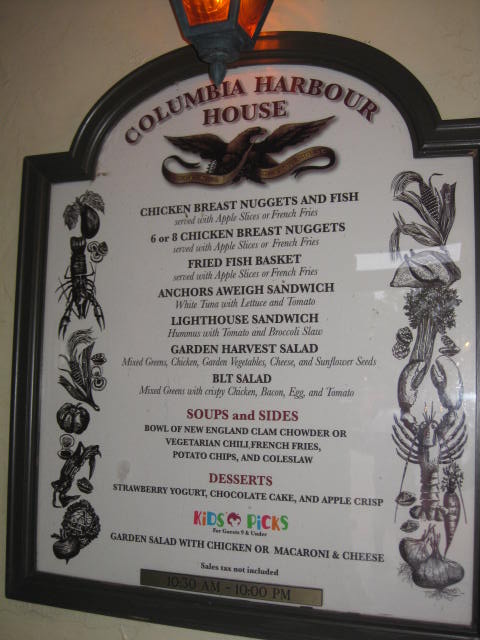 COLUMBIA HARBOUR
HOUSE
CHICKEN BREAST NUGGETS AND FISH
served with Apple Slices or French Fries
6 or 8 CHICKEN BREAST NUGGETS
served with Apple Slices or French Fries
FRIED FISH BASKET
served with Apple Slices or French Fries
ANCHORS AWEIGH SANDWICH
White Tuna with Lettuce and Tomato
LIGHTHOUSE SANDWICH
Hummus with Tomato and Broccoli Slaw
GARDEN HARVEST SALAD
Mixed Greens, Chicken, Garden Vegetables, Cheese, and Sunflower Seeds
BLT SALAD
Mixed Greens with crispy Chicken, Bacon, Egg, and Tomato
SOUPS and SIDES
BOWL OF NEW ENGLAND CLAM CHOWDER OR
VEGETARIAN CHILI,FRENCH FRIES,
POTATO CHIPS, AND COLESLAW
DESSERTS
STRAWBERRY YOGURT, CHOCOLATE CAKE, AND APPLE CRISP
KiDS PiCKS
For Guests 9 & Under
GARDEN SALAD WITH CHICKEN OR MACARONI & CHEESE
Sales tax not included
10:30 AM - 10:00 PM